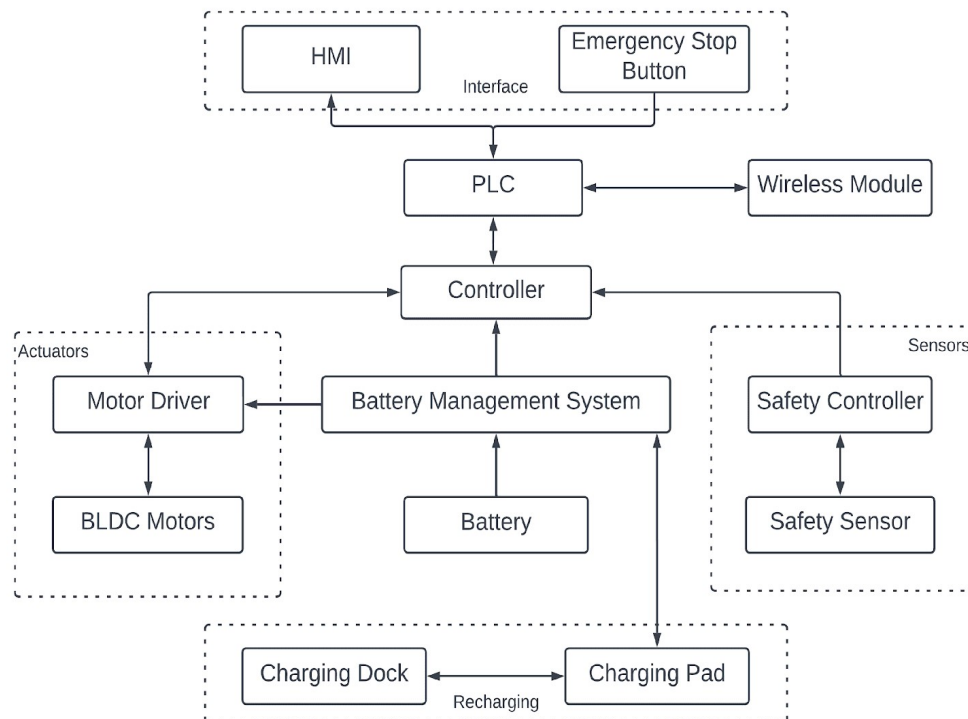 HMI
Emergency Stop
Button
Interface
PLC
Wireless Module
Controller
Actuators
Sensors
Motor Driver
Battery Management System
Safety Controller
BLDC Motors
Battery
Safety Sensor
Charging Dock
Charging Pad
Recharging